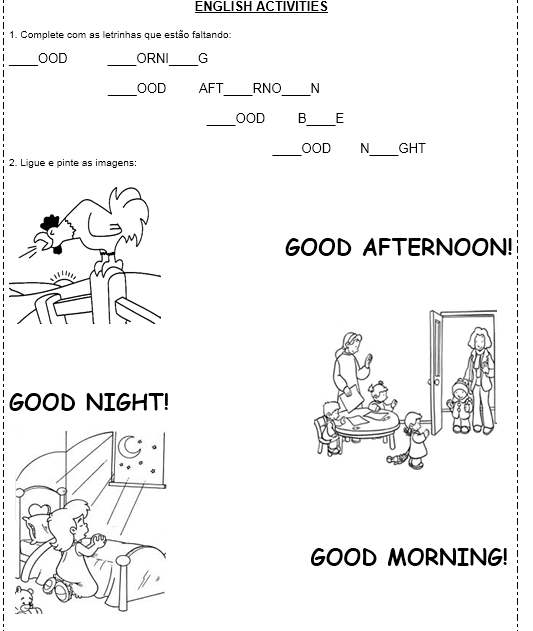 ENGLISH ACTIVITIES
1. Complete com as letrinhas que estão faltando:
____OOD ____ORNI____G
____OOD AFT____RNO____N
____OOD B____E
____OOD N____GHT
2. Ligue e pinte as imagens:
GOOD AFTERNOON!
GOOD NIGHT!
GOOD MORNING!